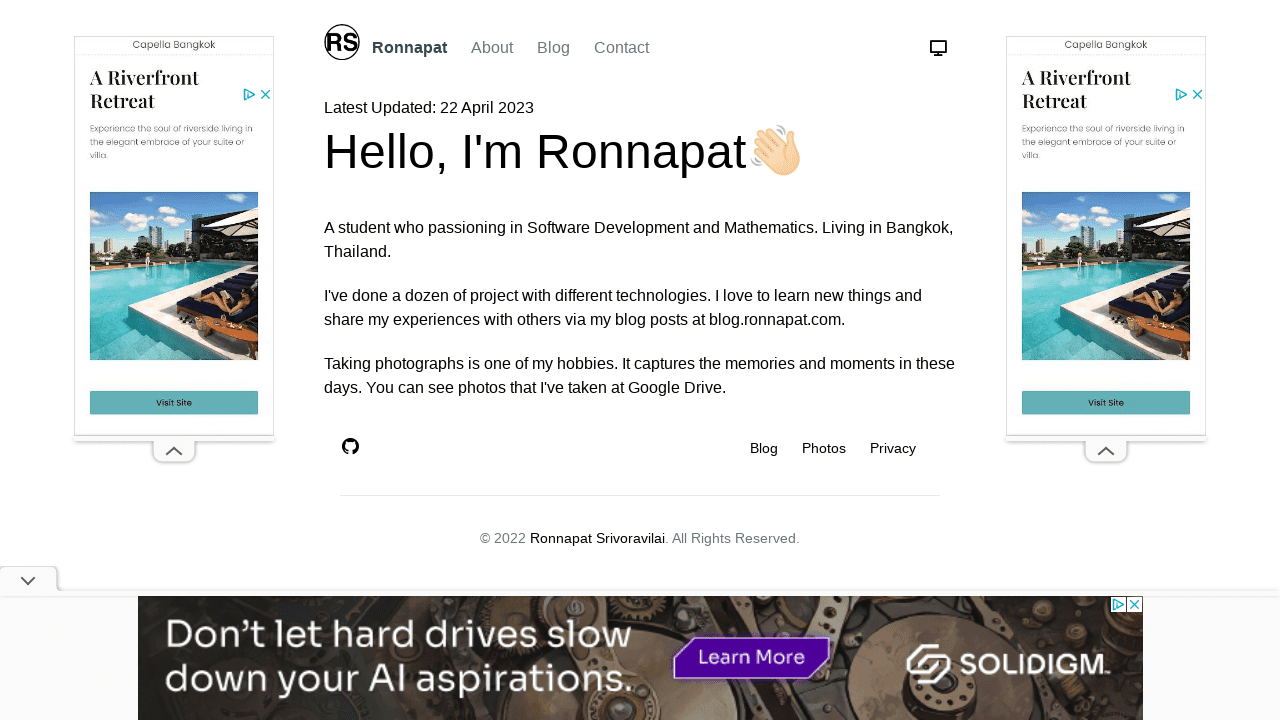 RS
Ronnapat
About
Blog
Contact
Latest Updated: 22 April 2023
Hello, I'm Ronnapat
A student who passioning in Software Development and Mathematics. Living in Bangkok,
Thailand.
I've done a dozen of project with different technologies. I love to learn new things and
share my experiences with others via my blog posts at blog.ronnapat.com.
Taking photographs is one of my hobbies. It captures the memories and moments in these
days. You can see photos that I've taken at Google Drive.
Blog
Photos
Privacy
© 2022 Ronnapat Srivoravilai. All Rights Reserved.
Capella Bangkok
A Riverfront
Retreat
Experience the soul of riverside living in
the elegant embrace of your suite or
villa.
Visit Site
Capella Bangkok
A Riverfront
Retreat
Experience the soul of riverside living in
the elegant embrace of your suite or
villa.
Visit Site
Don't let hard drives slow
down your AI aspirations.
Learn More
SOLIDIGM